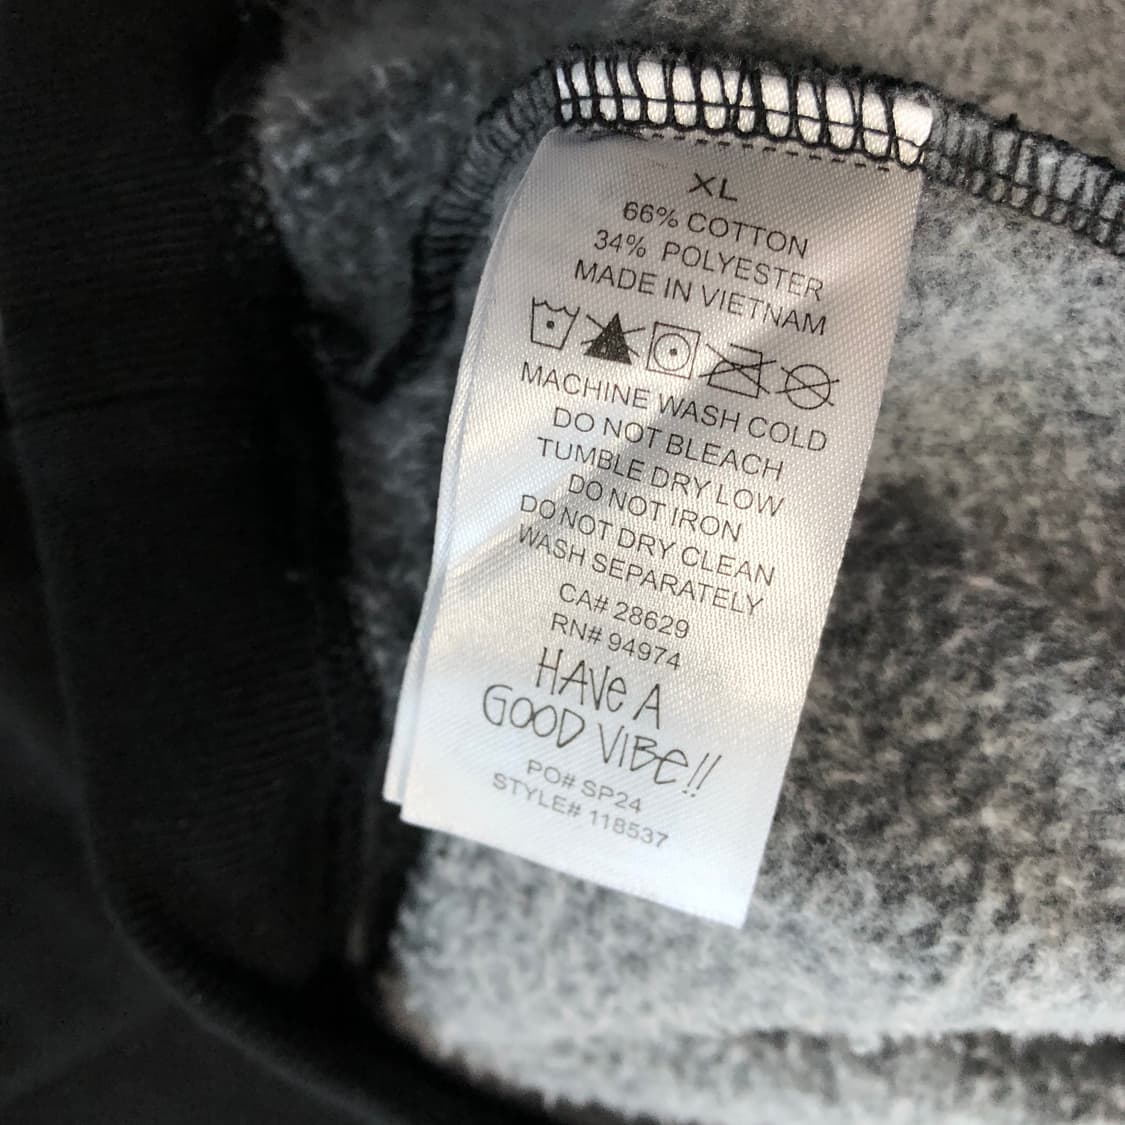 XL
66% COTTON
34% POLYESTER
MADE IN VIETNAM
MACHINE WASH COLD
DO NOT BLEACH
TUMBLE DRY LOW
DO NOT IRON
DO NOT DRY CLEAN
WASH SEPARATELY
CA# 28629
RN# 94974
HAVe A
GOOD VIBe!!
PO# SP24
STYLE# 118537